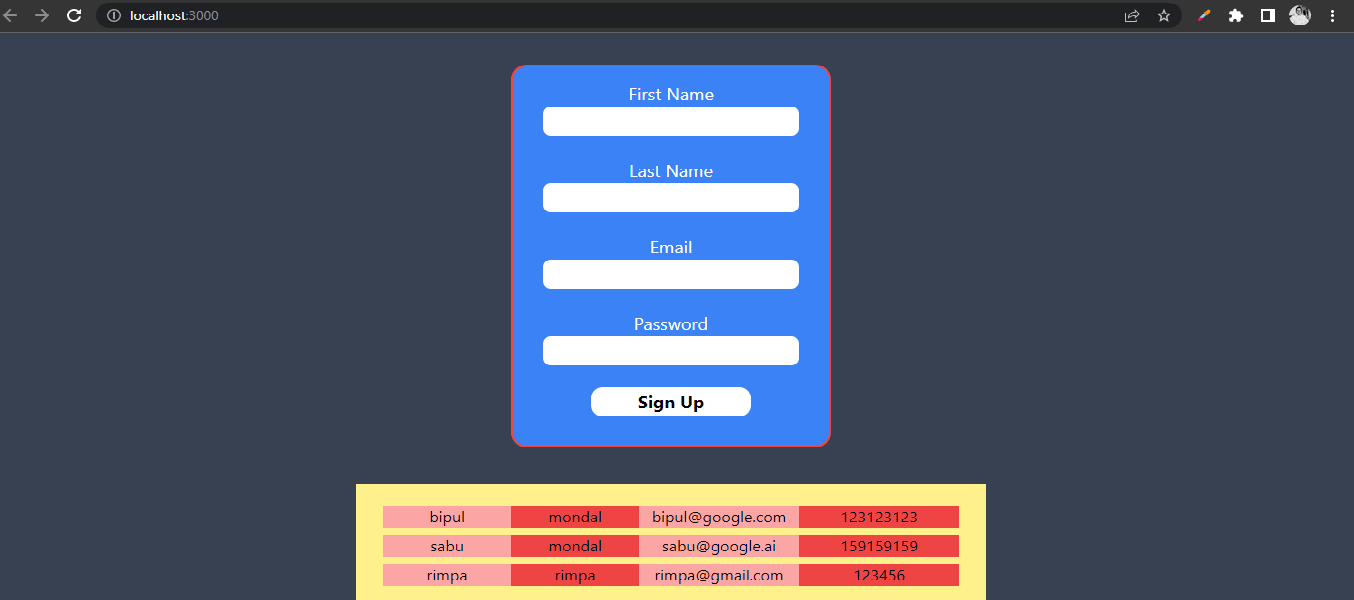 localhost:3000
First Name
Last Name
Email
Password
Sign Up
bipul mondal bipul@google.com 123123123
sabu mondal sabu@google.ai 159159159
rimpa rimpa rimpa@gmail.com 123456